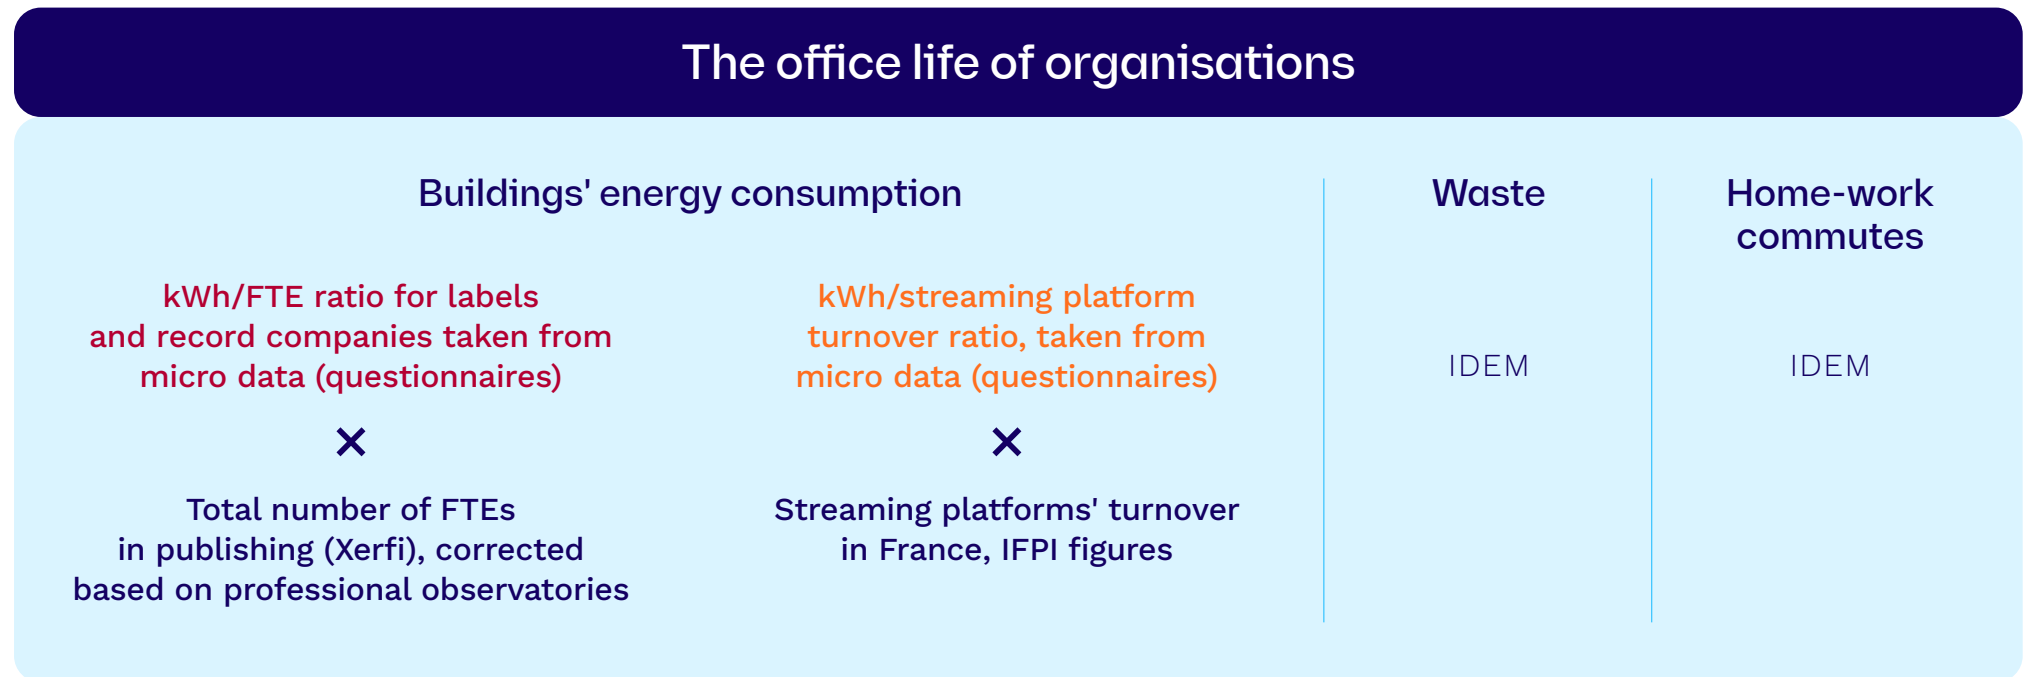 The office life of organisations
Buildings' energy consumption
kWh/FTE ratio for labels
and record companies taken from
micro data (questionnaires)
×
Total number of FTEs
in publishing (Xerfi), corrected
based on professional observatories
kWh/streaming platform
turnover ratio, taken from
micro data (questionnaires)
×
Streaming platforms' turnover
in France, IFPI figures
Waste
IDEM
Home-work
commutes
IDEM